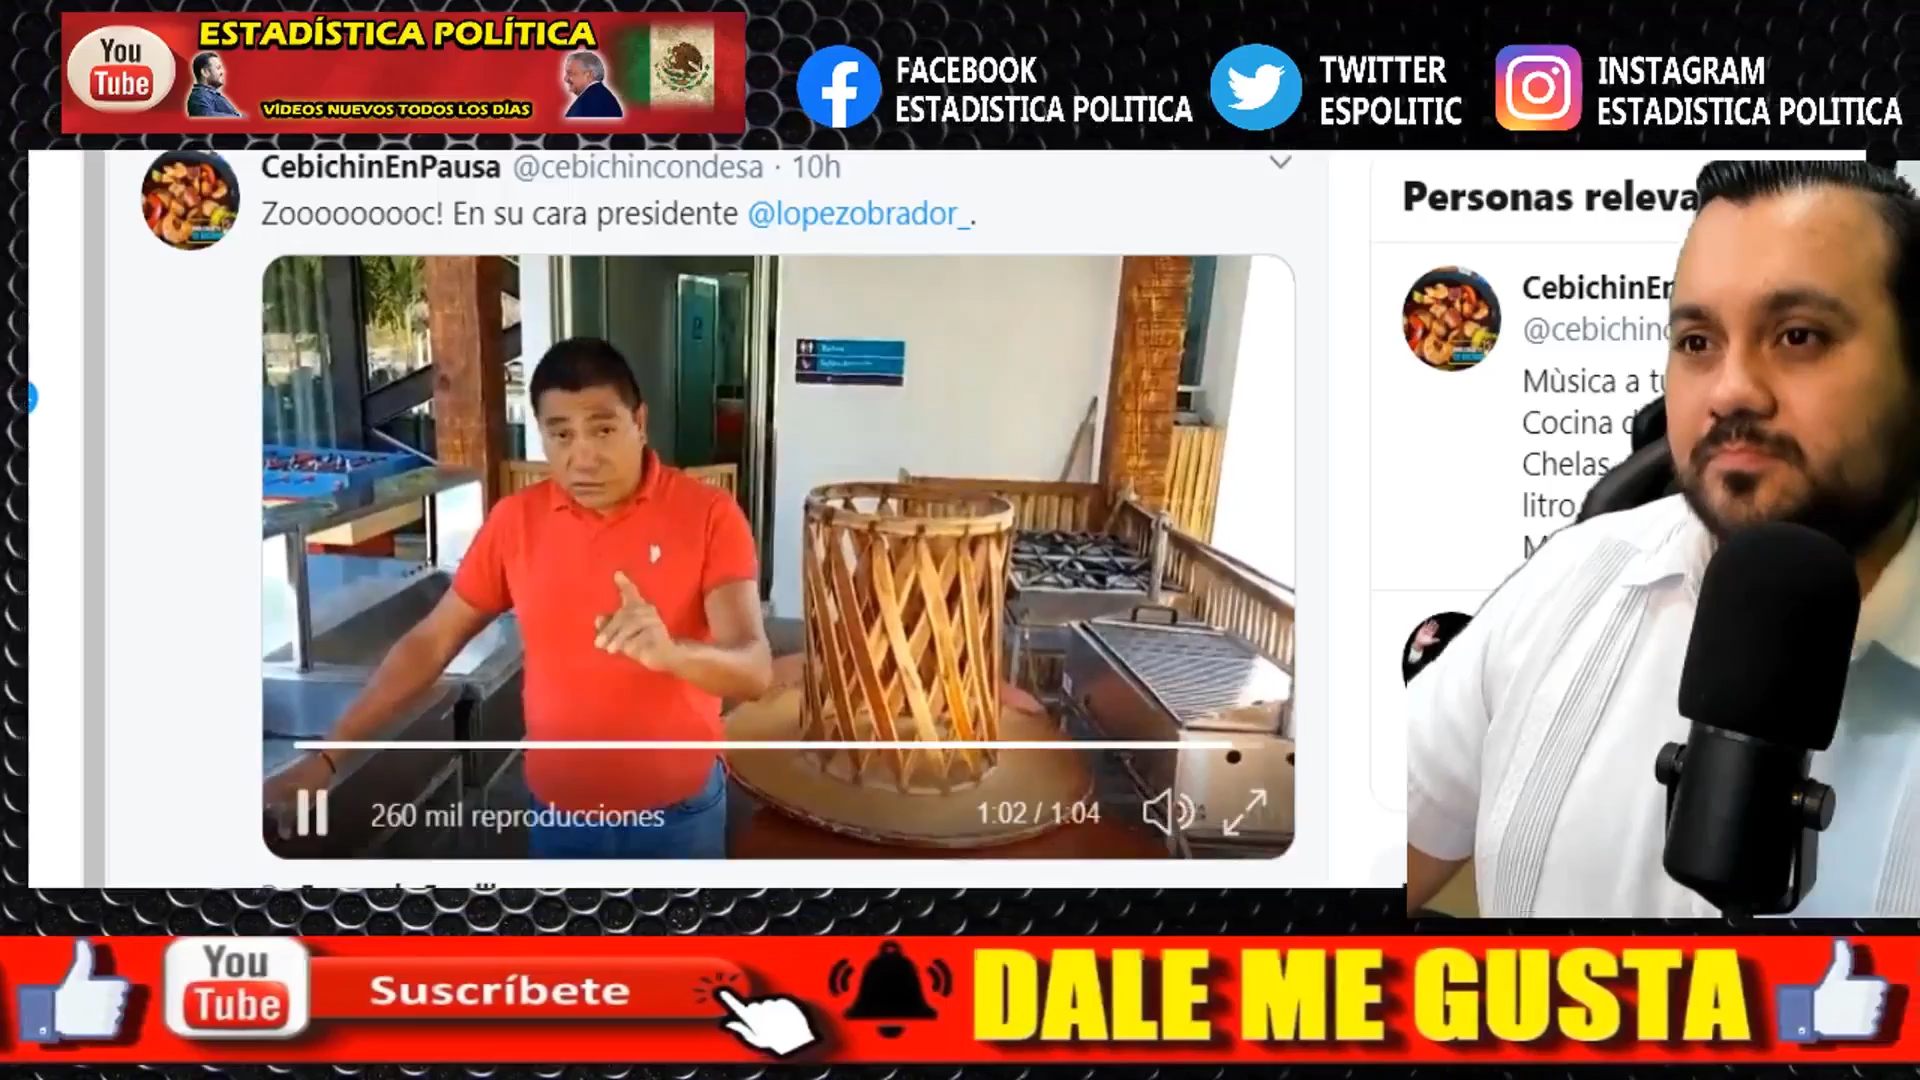 You
Tube
ESTADÍSTICA POLÍTICA
VÍDEOS NUEVOS TODOS LOS DÍAS
FACEBOOK
ESTADISTICA POLITICA
TWITTER
ESPOLITIC
INSTAGRAM
ESTADISTICA POLITICA
CebichinEnPausa @cebichincondesa · 10h
Zooooooooc! En su cara presidente @lopezobrador_.
260 mil reproducciones
1:02 / 1:04
Personas releva
CebichinEn
@cebichinc
Mùsica a tu
Cocina d
Chelas
litro
You
Tube
Suscríbete
DALE ME GUSTA